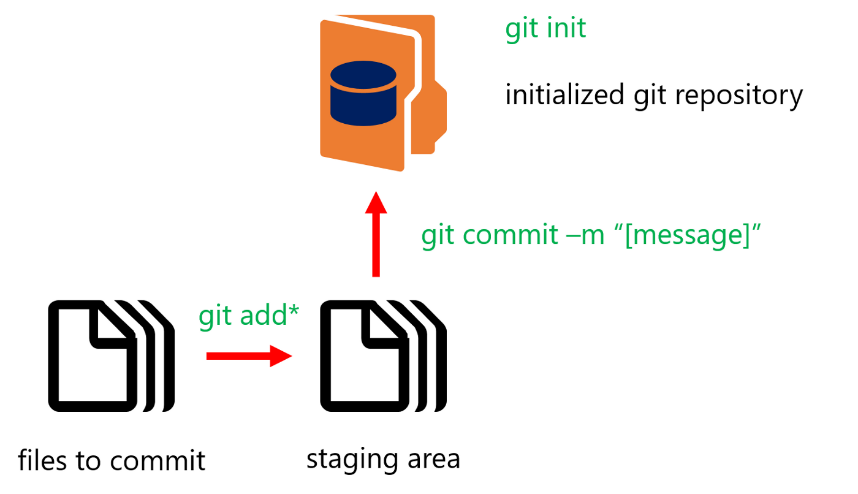 git init
initialized git repository
git commit –m “[message]”
git add*
files to commit
staging area